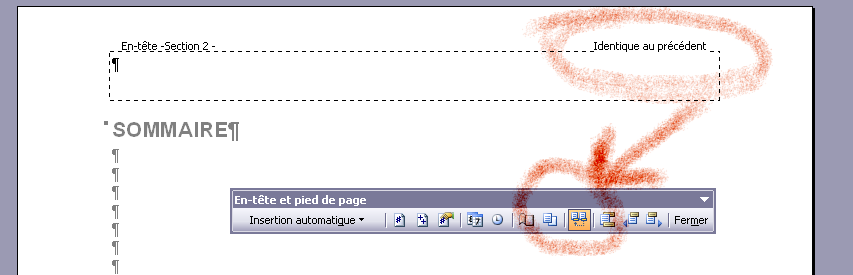 En-tête -Section 2 -
Identique au précédent
¶
SOMMAIRE¶
¶
¶
¶
¶
¶
¶
¶
En-tête et pied de page
Insertion automatique
Fermer